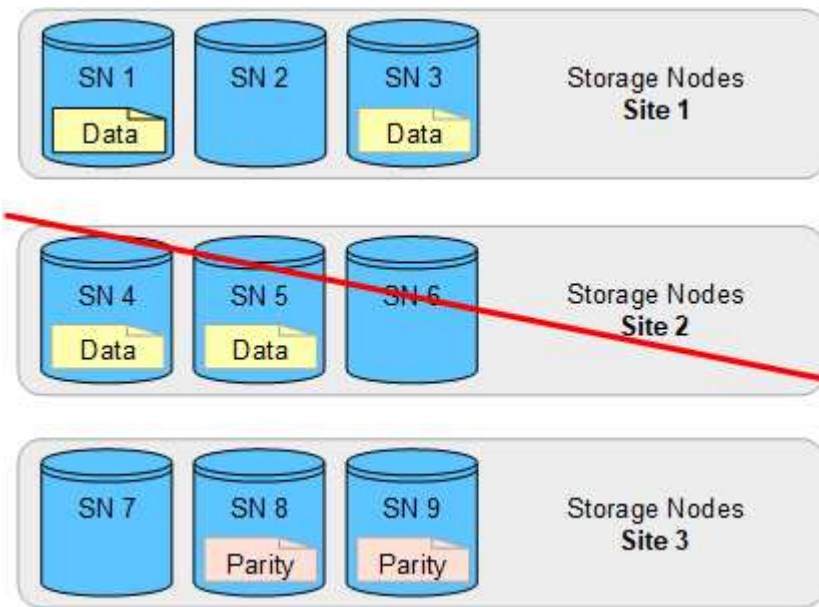 SN 1 SN 2 SN 3 Storage Nodes
Site 1
Data Data
SN 4 SN 5 SN 6 Storage Nodes
Site 2
Data Data
SN 7 SN 8 SN 9 Storage Nodes
Site 3
Parity Parity